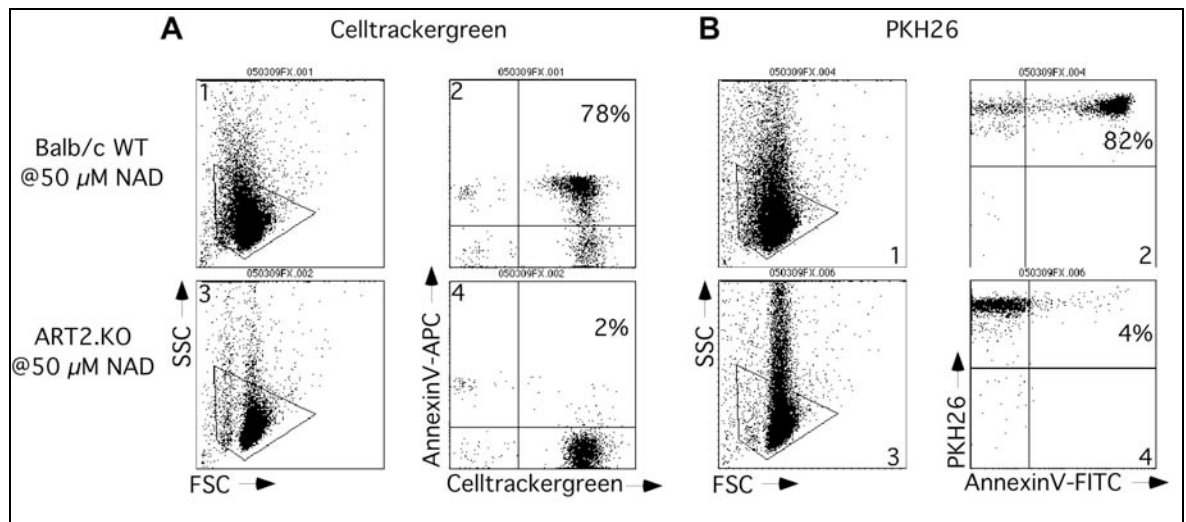 A Celltrackergreen
B PKH26
Balb/c WT
@50 µM NAD
ART2.KO
@50 µM NAD
050309FX.001
1
050309FX.001
2
78%
050309FX.004
1
050309FX.004
82%
2
050309FX.002
3
050309FX.002
4
2%
050309FX.006
3
050309FX.006
4%
4
SSC
FSC
AnnexinV-APC
Celltrackergreen
SSC
FSC
PKH26
AnnexinV-FITC